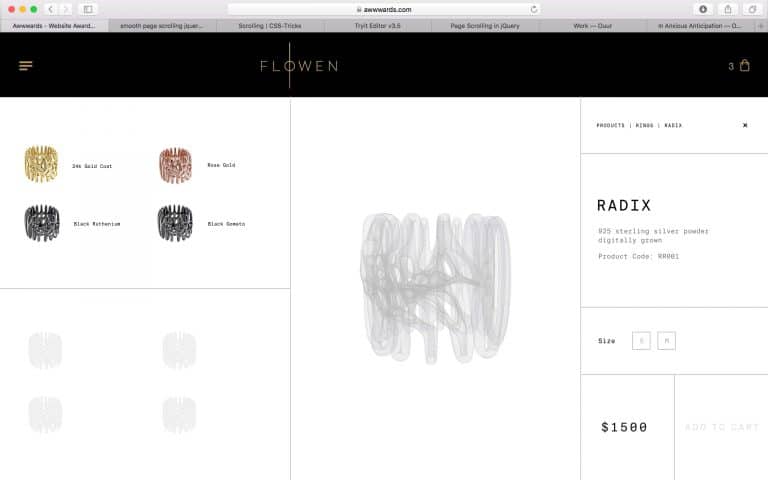 awwwards.com
Awwwards - Website Award...
smooth page scrolling jquer...
Scrolling | CSS-Tricks
Tryit Editor v3.5
Page Scrolling in jQuery
Work — Ouur
in Anxious Anticipation — O...
FLOWEN
3
PRODUCTS | RINGS | RADIX
24k Gold Coat
Rose Gold
Black Ruthenium
Black Gometo
RADIX
925 sterling silver powder
digitally grown
Product Code: RR001
Size
S
M
$1500
ADD TO CART